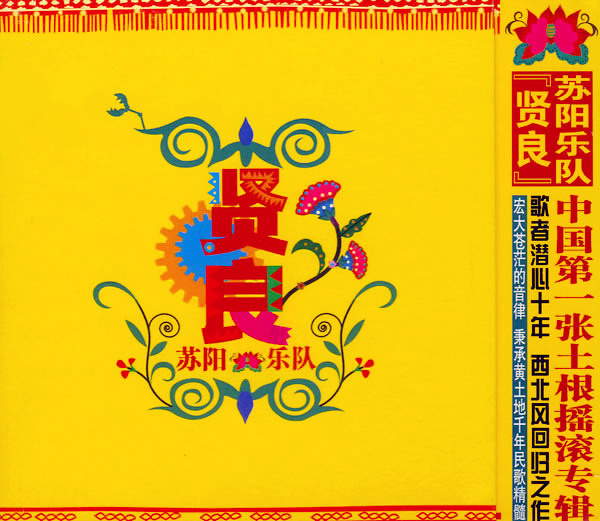 贤良
苏阳 乐队
苏阳乐队
『贤良』
中国第一张土根摇滚专辑
歌者潜心十年 西北风回归之作
宏大苍茫的音律 秉承黄土地千年民歌精髓